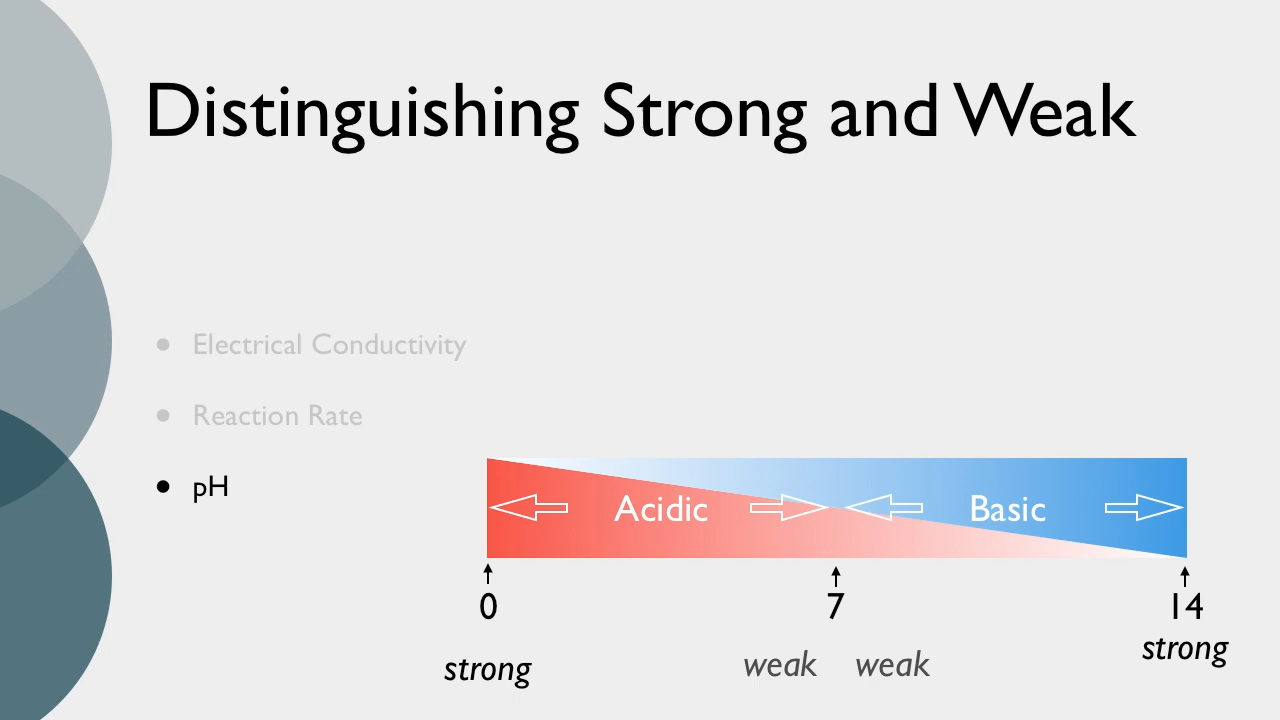 Distinguishing Strong and Weak
• Electrical Conductivity
• Reaction Rate
• pH
Acidic Basic
0 7 14
strong weak weak strong